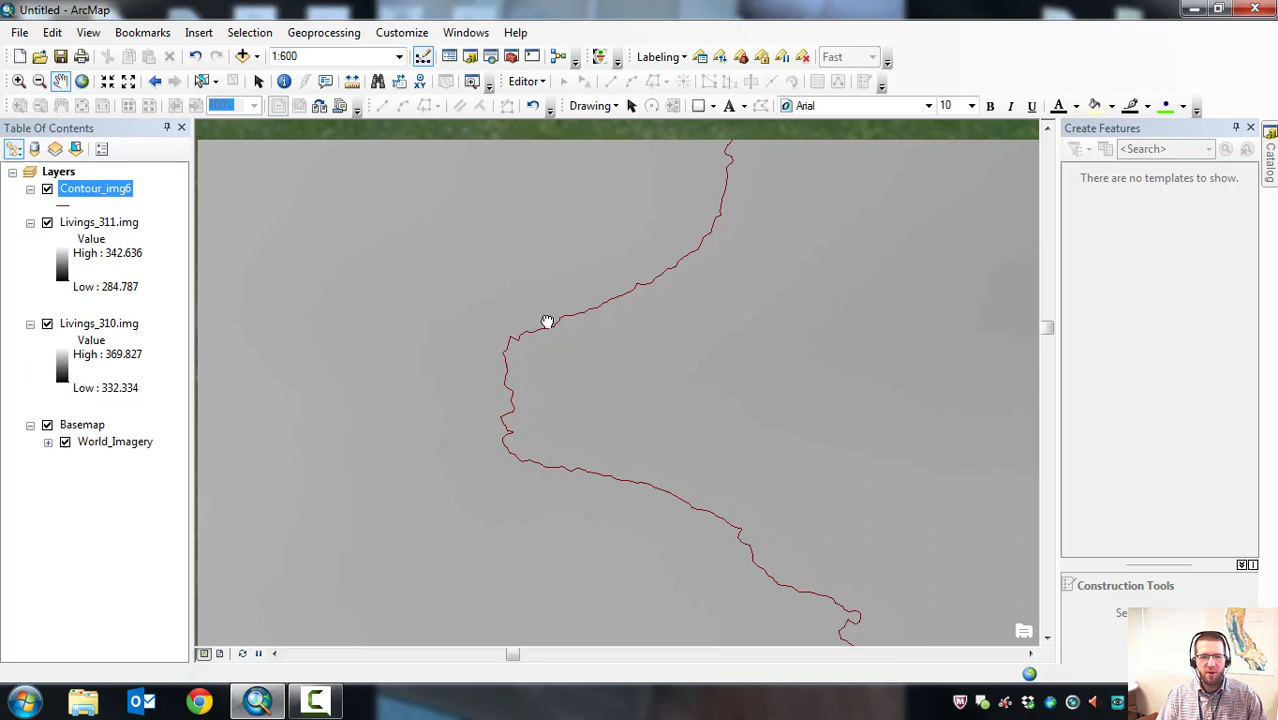 Untitled - ArcMap
File Edit View Bookmarks Insert Selection Geoprocessing Customize Windows Help
1:600 Labeling Fast
Editor
100% Drawing A Arial 10 B I U A
Table Of Contents
Layers
Contour_img6
Livings_311.img
Value
High : 342.636
Low : 284.787
Livings_310.img
Value
High : 369.827
Low : 332.334
Basemap
World_Imagery
Create Features
<Search>
There are no templates to show.
Construction Tools
Catalog